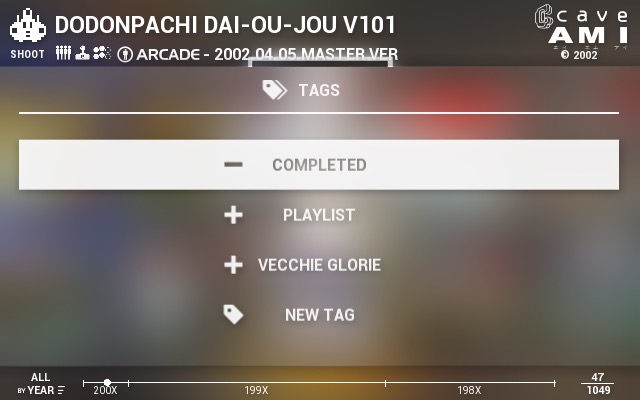 DODONPACHI DAI-OU-JOU V101
cave
AMI
SHOOT
ARCADE - 2002.04.05.MASTER VER
© 2002
TAGS
COMPLETED
PLAYLIST
VECCHIE GLORIE
NEW TAG
ALL
BY YEAR
200X
199X
198X
47
1049